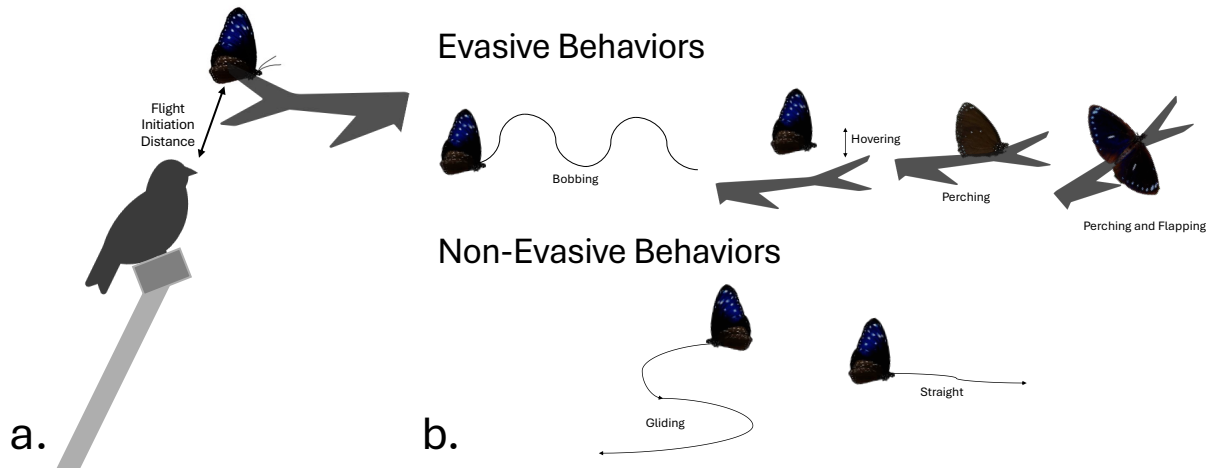 Flight
Initiation
Distance
a.
Evasive Behaviors
Bobbing
Hovering
Perching
Perching and Flapping
Non-Evasive Behaviors
Gliding
Straight
b.